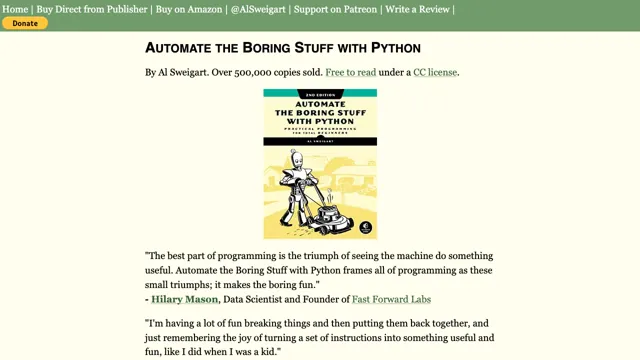 Home | Buy Direct from Publisher | Buy on Amazon | @AlSweigart | Support on Patreon | Write a Review |
Donate
AUTOMATE THE BORING STUFF WITH PYTHON
By Al Sweigart. Over 500,000 copies sold. Free to read under a CC license.
2ND EDITION
AUTOMATE
THE BORING STUFF
WITH PYTHON
PRACTICAL PROGRAMMING
FOR TOTAL BEGINNERS
AL SWEIGART
"The best part of programming is the triumph of seeing the machine do something
useful. Automate the Boring Stuff with Python frames all of programming as these
small triumphs; it makes the boring fun."
- Hilary Mason, Data Scientist and Founder of Fast Forward Labs
"I'm having a lot of fun breaking things and then putting them back together, and
just remembering the joy of turning a set of instructions into something useful and
fun, like I did when I was a kid."